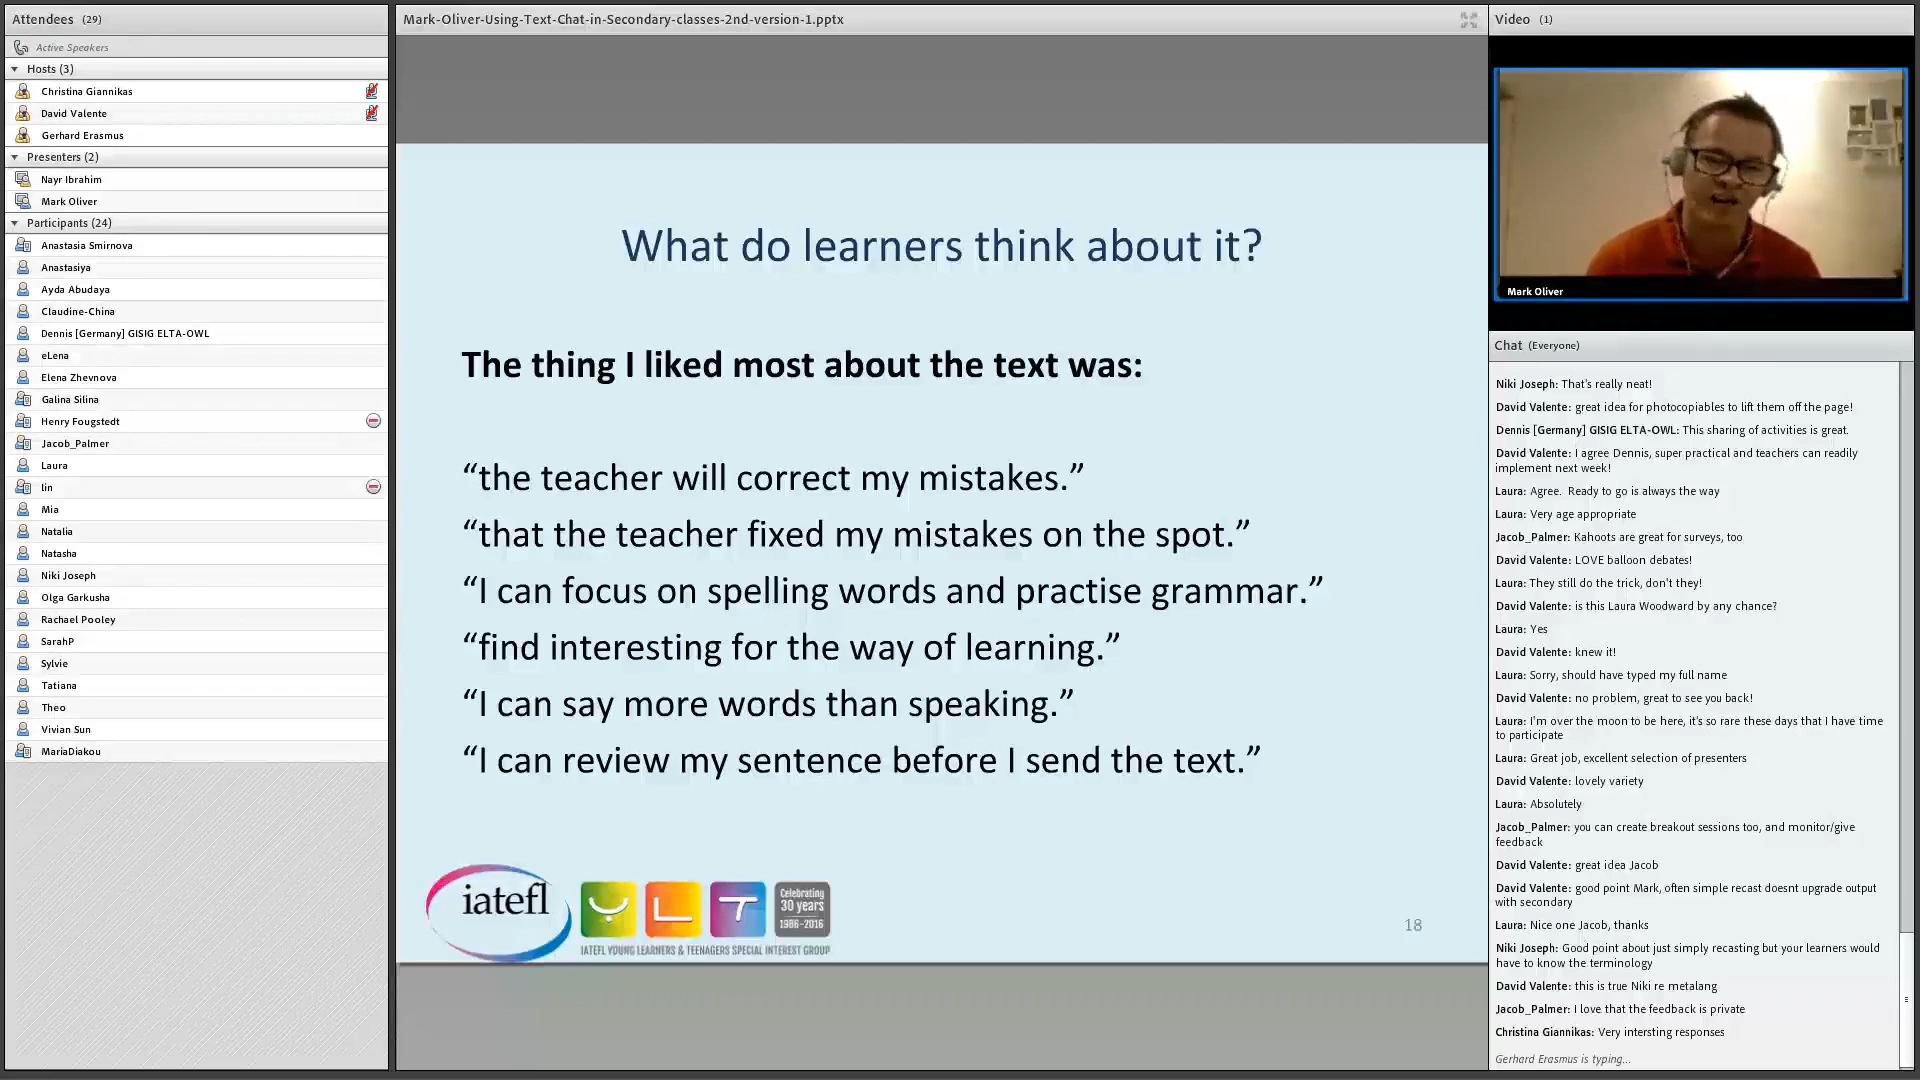 Attendees (29)
Active Speakers
Hosts (3)
Christina Giannikas
David Valente
Gerhard Erasmus
Presenters (2)
Nayr Ibrahim
Mark Oliver
Participants (24)
Anastasia Smirnova
Anastasiya
Ayda Abudaya
Claudine-China
Dennis [Germany] GISIG ELTA-OWL
eLena
Elena Zhevnova
Galina Silina
Henry Fougstedt
Jacob_Palmer
Laura
lin
Mia
Natalia
Natasha
Niki Joseph
Olga Garkusha
Rachael Pooley
SarahP
Sylvie
Tatiana
Theo
Vivian Sun
MariaDiakou
Mark-Oliver-Using-Text-Chat-in-Secondary-classes-2nd-version-1.pptx
What do learners think about it?
The thing I liked most about the text was:
“the teacher will correct my mistakes.”
“that the teacher fixed my mistakes on the spot.”
“I can focus on spelling words and practise grammar.”
“find interesting for the way of learning.”
“I can say more words than speaking.”
“I can review my sentence before I send the text.”
iatefl
Y L T
Celebrating
30 years
1986-2016
IATEFL YOUNG LEARNERS & TEENAGERS SPECIAL INTEREST GROUP
18
Video (1)
Mark Oliver
Chat (Everyone)
Niki Joseph: That's really neat!
David Valente: great idea for photocopiables to lift them off the page!
Dennis [Germany] GISIG ELTA-OWL: This sharing of activities is great.
David Valente: I agree Dennis, super practical and teachers can readily
implement next week!
Laura: Agree. Ready to go is always the way
Laura: Very age appropriate
Jacob_Palmer: Kahoots are great for surveys, too
David Valente: LOVE balloon debates!
Laura: They still do the trick, don't they!
David Valente: is this Laura Woodward by any chance?
Laura: Yes
David Valente: knew it!
Laura: Sorry, should have typed my full name
David Valente: no problem, great to see you back!
Laura: I'm over the moon to be here, it's so rare these days that I have time
to participate
Laura: Great job, excellent selection of presenters
David Valente: lovely variety
Laura: Absolutely
Jacob_Palmer: you can create breakout sessions too, and monitor/give
feedback
David Valente: great idea Jacob
David Valente: good point Mark, often simple recast doesnt upgrade output
with secondary
Laura: Nice one Jacob, thanks
Niki Joseph: Good point about just simply recasting but your learners would
have to know the terminology
David Valente: this is true Niki re metalang
Jacob_Palmer: I love that the feedback is private
Christina Giannikas: Very intersting responses
Gerhard Erasmus is typing...